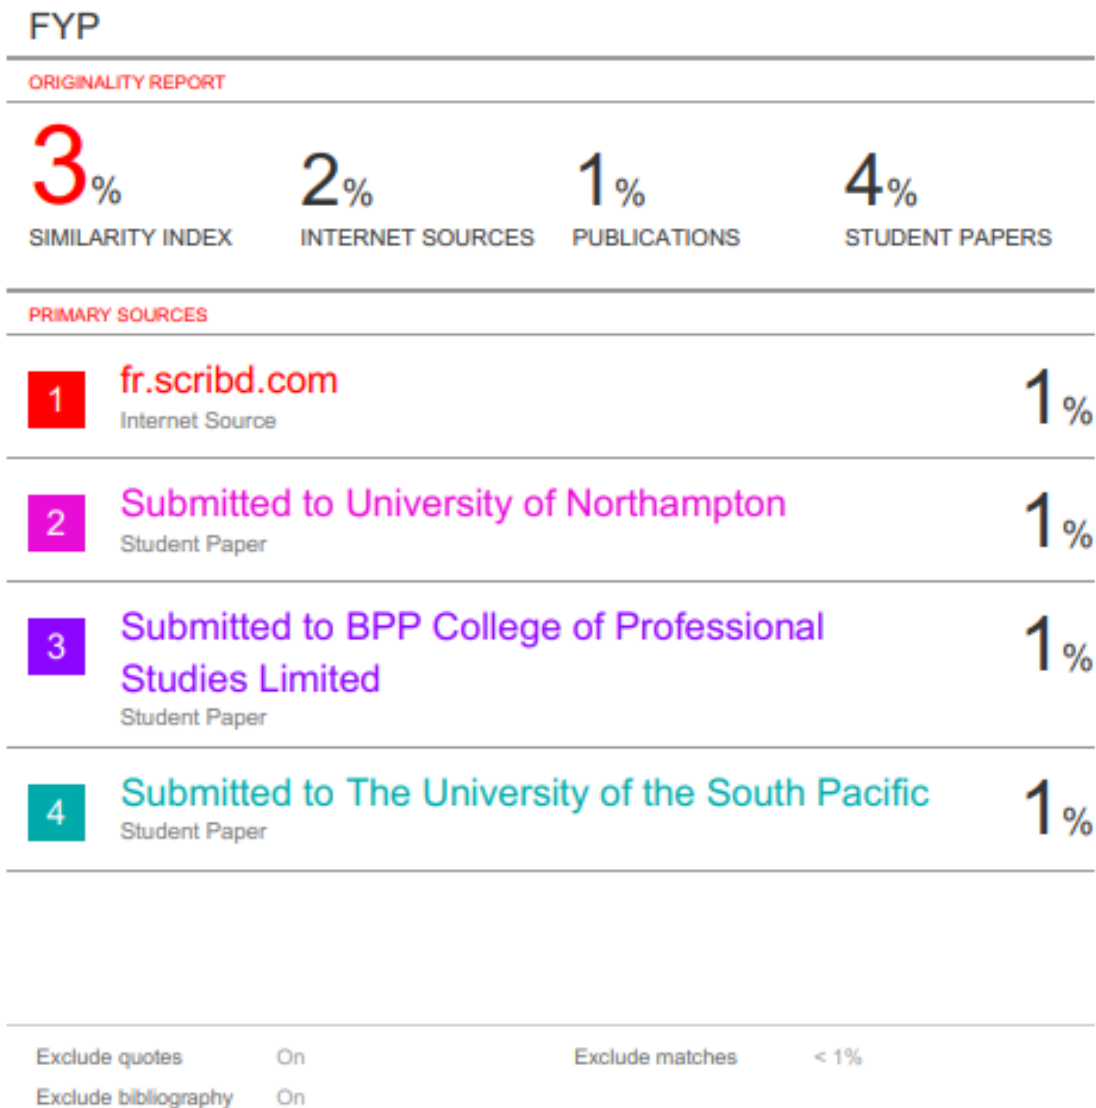 FYP
ORIGINALITY REPORT
3% 2% 1% 4%
SIMILARITY INDEX INTERNET SOURCES PUBLICATIONS STUDENT PAPERS
PRIMARY SOURCES
1 fr.scribd.com 1%
Internet Source
2 Submitted to University of Northampton 1%
Student Paper
3 Submitted to BPP College of Professional 1%
Studies Limited
Student Paper
4 Submitted to The University of the South Pacific 1%
Student Paper
Exclude quotes On Exclude matches < 1%
Exclude bibliography On